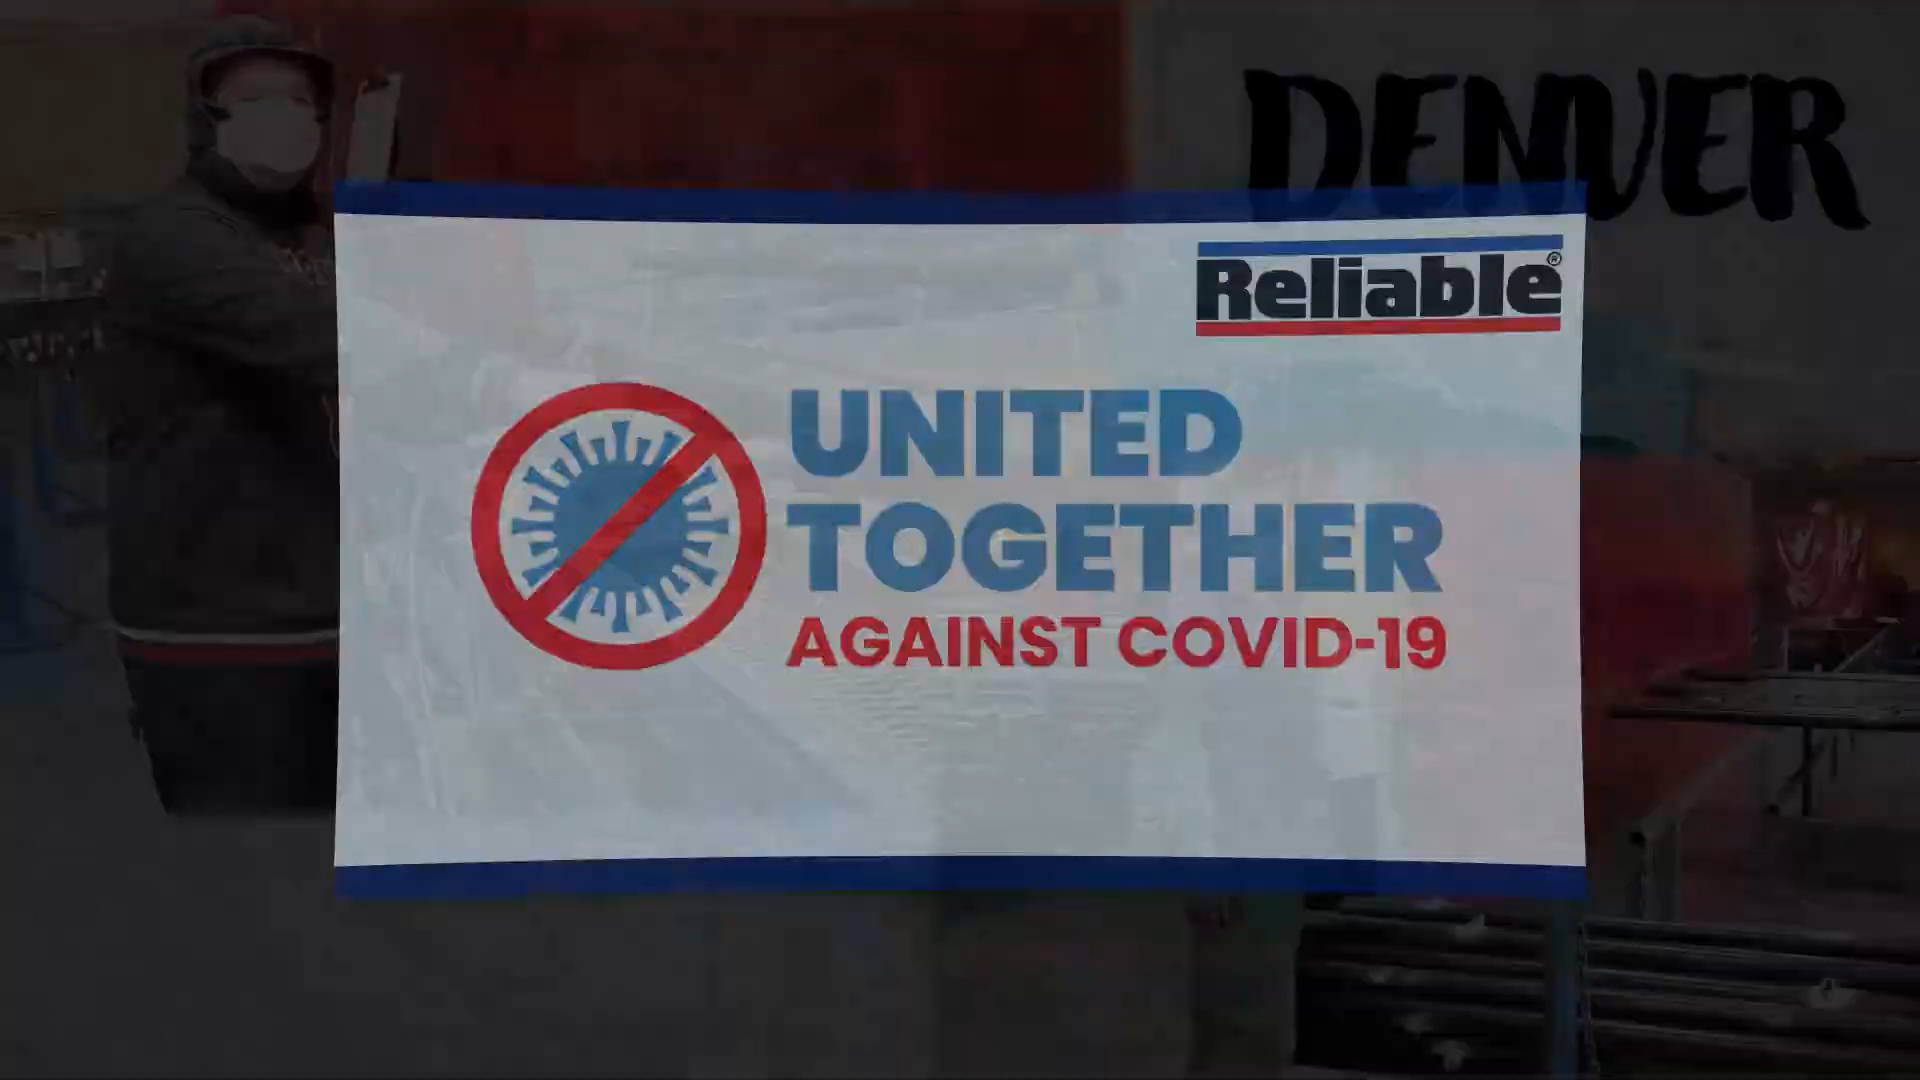 DENVER
Reliable®
UNITED
TOGETHER
AGAINST COVID-19